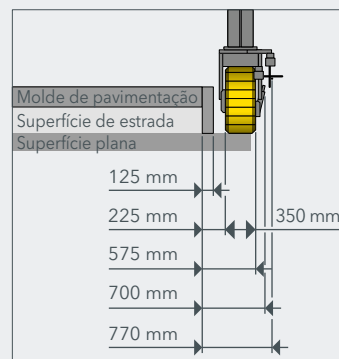 Molde de pavimentação
Superfície de estrada
Superfície plana
125 mm
225 mm
350 mm
575 mm
700 mm
770 mm